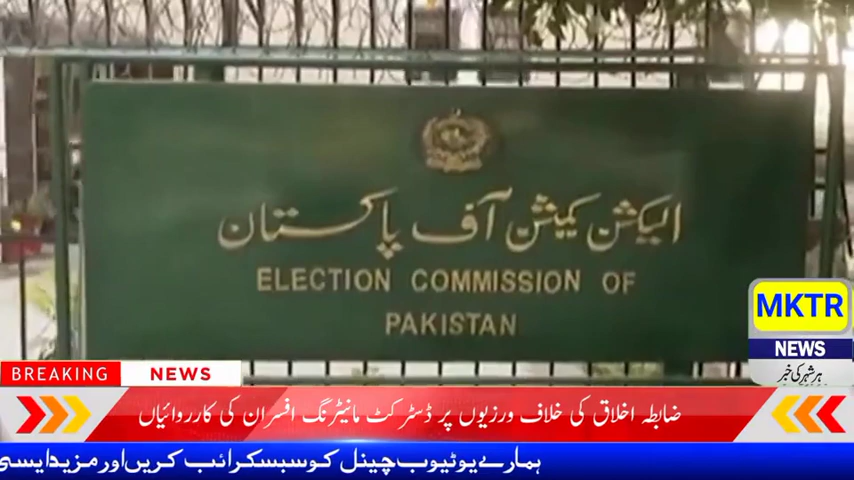 الیکشن کمیشن آف پاکستان
ELECTION COMMISSION OF
PAKISTAN
MKTR
NEWS
ہر شہر کی خبر
BREAKING NEWS
ضابطہ اخلاق کی خلاف ورزیوں پر ڈسٹرکٹ مانیٹرنگ افسران کی کارروائیاں
ہمارے یوٹیوب چینل کو سبسکرائب کریں اور مزید ایسی